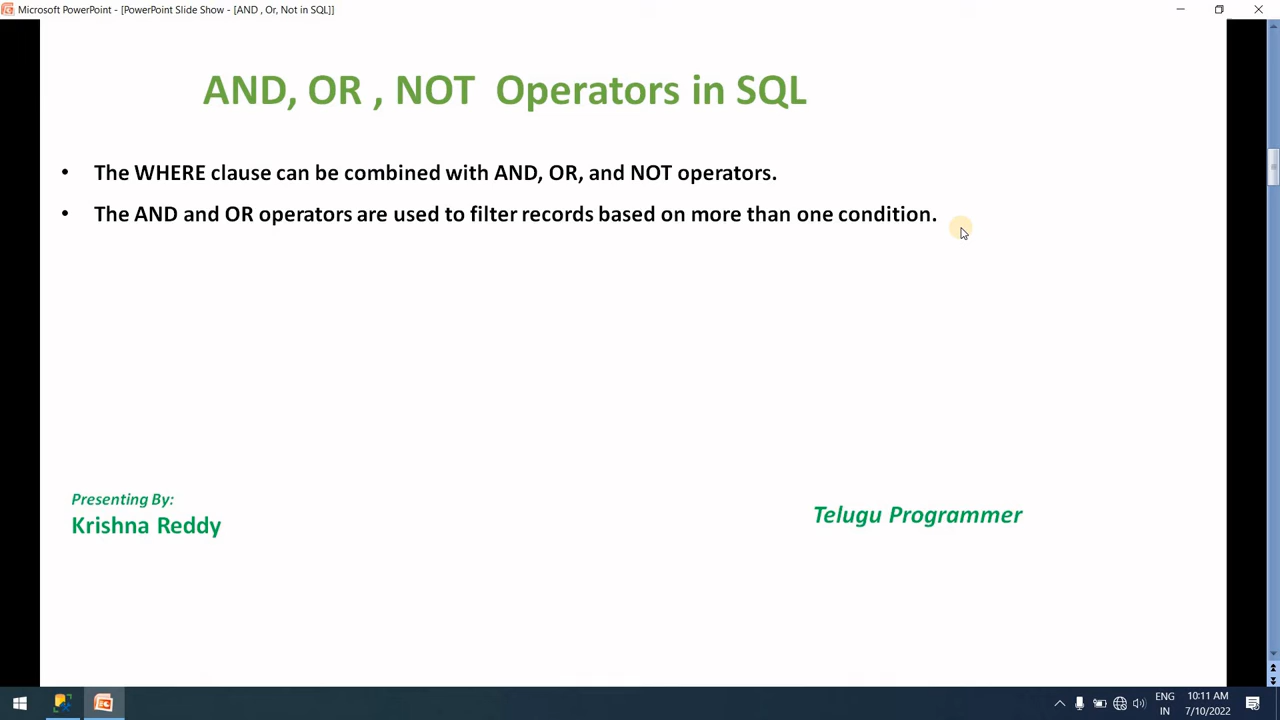 Microsoft PowerPoint - [PowerPoint Slide Show - [AND , Or, Not in SQL]]
AND, OR , NOT  Operators in SQL
• The WHERE clause can be combined with AND, OR, and NOT operators.
• The AND and OR operators are used to filter records based on more than one condition.
Presenting By:
Krishna Reddy
Telugu Programmer
ENG
IN
10:11 AM
7/10/2022